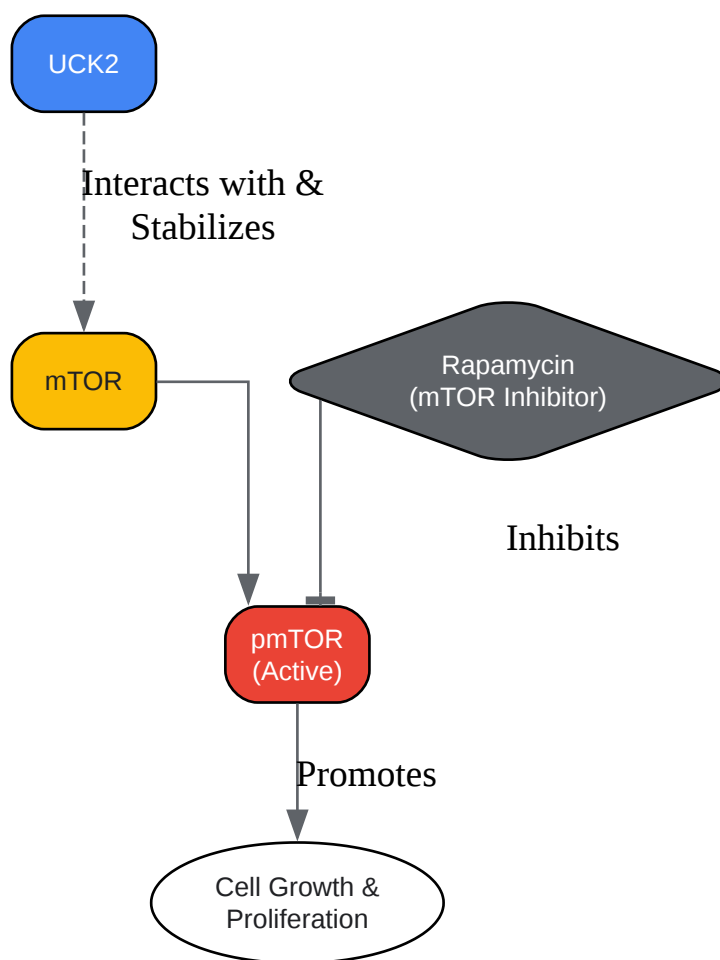 UCK2
Interacts with &
Stabilizes
mTOR
Rapamycin
(mTOR Inhibitor)
Inhibits
pmTOR
(Active)
Promotes
Cell Growth &
Proliferation